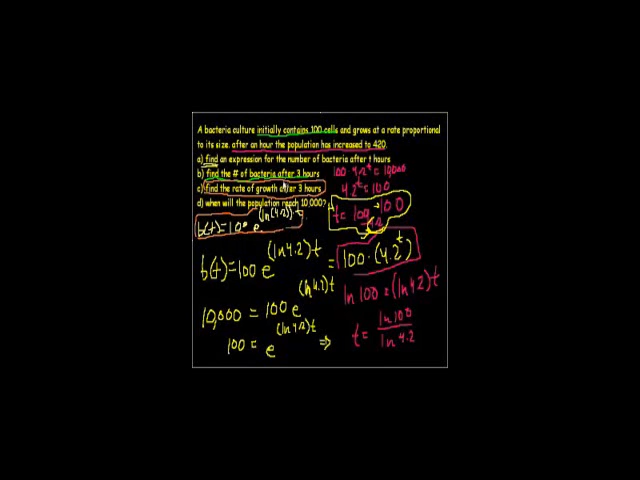 A bacteria culture initially contains 100 cells and grows at a rate proportional
to its size. after an hour the population has increased to 420.
a) find an expression for the number of bacteria after t hours
b) find the # of bacteria after 3 hours
c) find the rate of growth after 3 hours
d) when will the population reach 10,000?
100 4.2^t = 10000
4.2^t = 100
t = 100
b(t) = 100 e^(ln(4.2))t
b(t) = 100 e^(ln 4.2)t = 100 · (4.2^t)
10,000 = 100 e^(ln 4.2)t
ln 100 = (ln 4.2)t
100 = e^(ln 4.2)t ⇒ t = ln 100 / ln 4.2